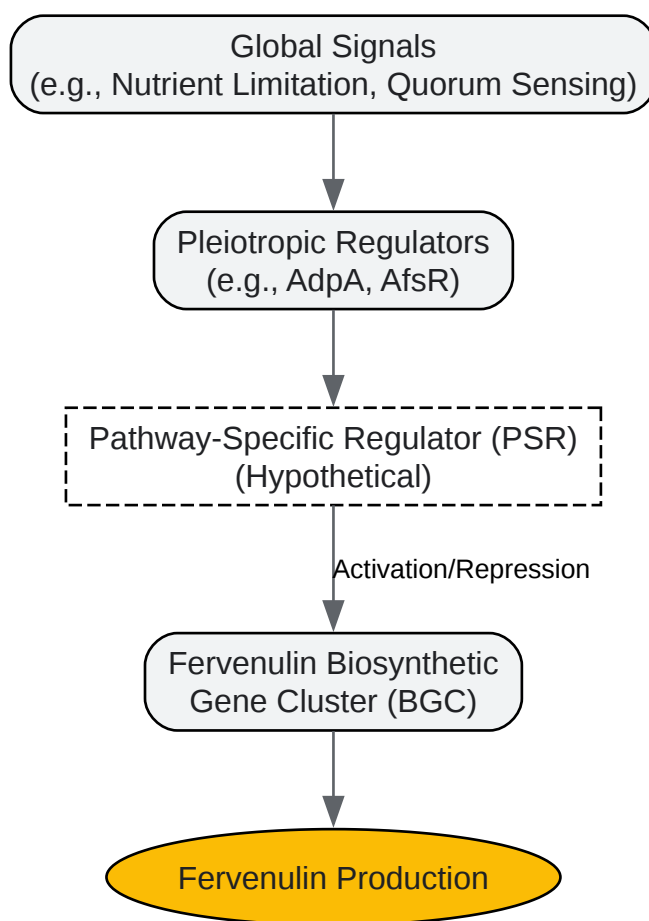 Global Signals
(e.g., Nutrient Limitation, Quorum Sensing)
Pleiotropic Regulators
(e.g., AdpA, AfsR)
Pathway-Specific Regulator (PSR)
(Hypothetical)
Activation/Repression
Fervenulin Biosynthetic
Gene Cluster (BGC)
Fervenulin Production